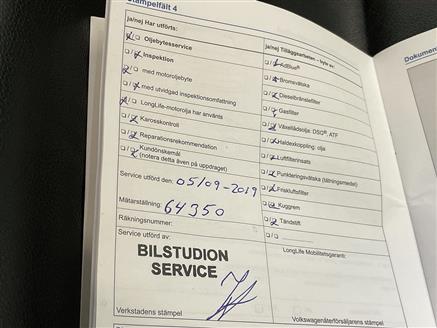 Stämpelfält 4
ja/nej Har utförts:
Oljebytesservice
Inspektion
med motoroljebyte
med utvidgad inspektionsomfattning
LongLife-motorolja har använts
Karosskontroll
Reparationsrekommendation
Kundönskemål
(notera detta även på uppdraget)
Service utförd den: 05/09-2019
Mätarställning: 64350
Räkningsnummer:
Service utförd av:
BILSTUDION
SERVICE
Verkstadens stämpel
ja/nej Tilläggsarbeten – byte av:
AdBlue®
Bromsvätska
Dieselbränslefilter
Gasfilter
Växellådsolja: DSG®, ATF
Haldexkoppling: olja
Luftfilterinsats
Punkteringsvätska (tätningsmedel)
Friskluftsfilter
Kuggrem
Tändstift
LongLife Mobilitetsgaranti:
Volkswagenåterförsäljarens stämpel
Dokumen